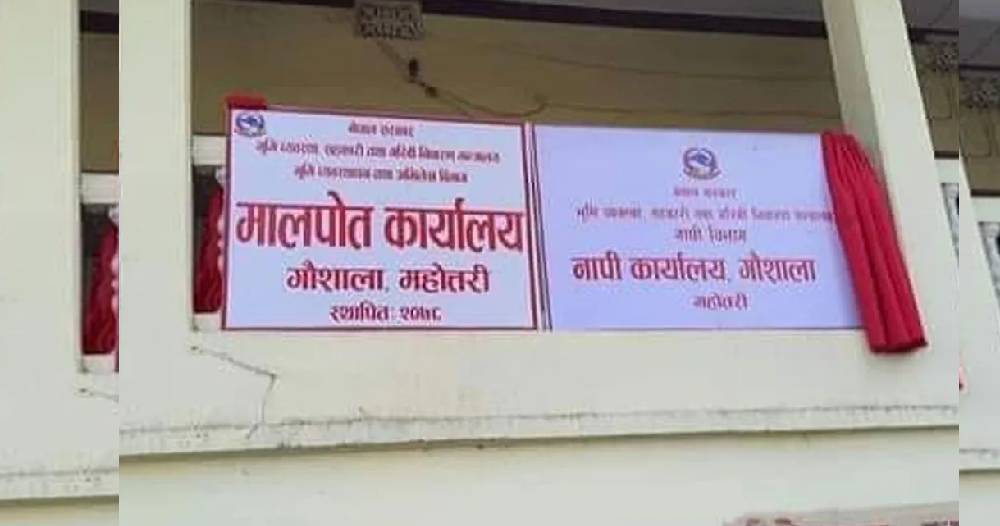 नेपाल सरकार
भूमि व्यवस्था, सहकारी तथा गरिबी निवारण मन्त्रालय
भूमि व्यवस्थापन तथा अभिलेख विभाग
मालपोत कार्यालय
गौशाला, महोत्तरी
स्थापितः २०७८
नेपाल सरकार
भूमि व्यवस्था, सहकारी तथा गरिबी निवारण मन्त्रालय
नापी विभाग
नापी कार्यालय, गौशाला
महोत्तरी